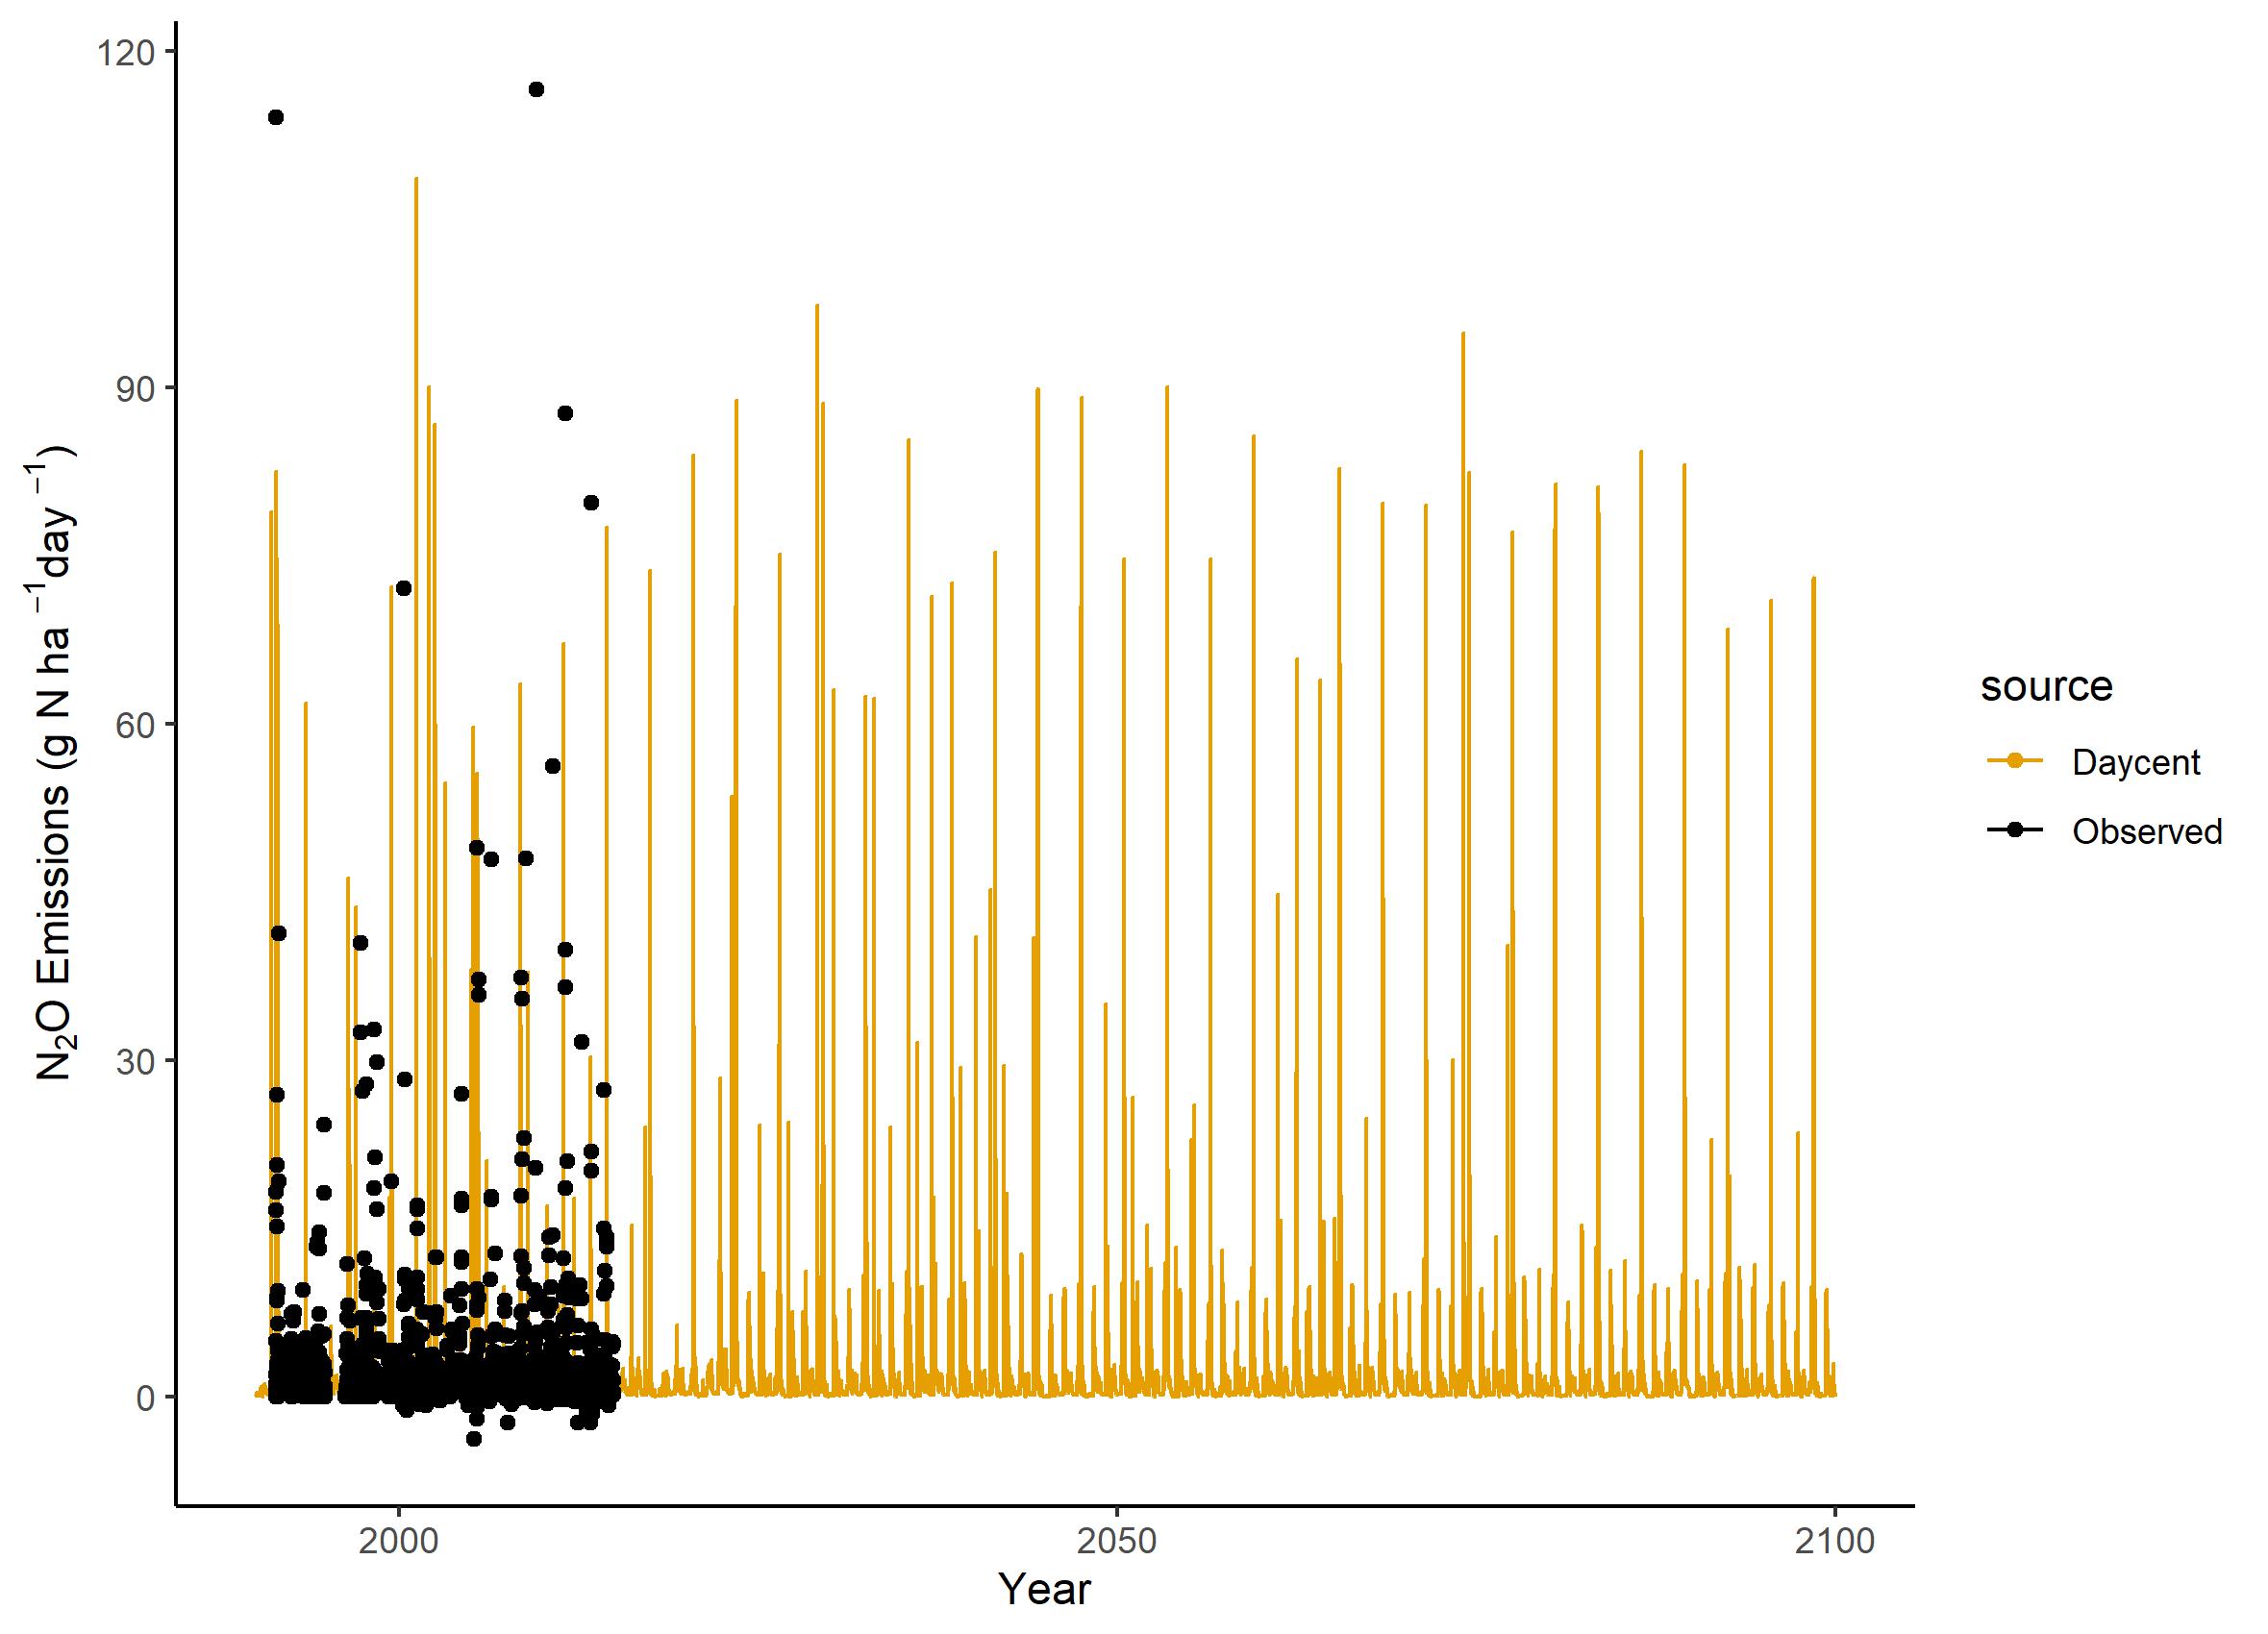 120
90
60
30
0
N₂O Emissions (g N ha ⁻¹day ⁻¹)
2000 2050 2100
Year
source
Daycent
Observed